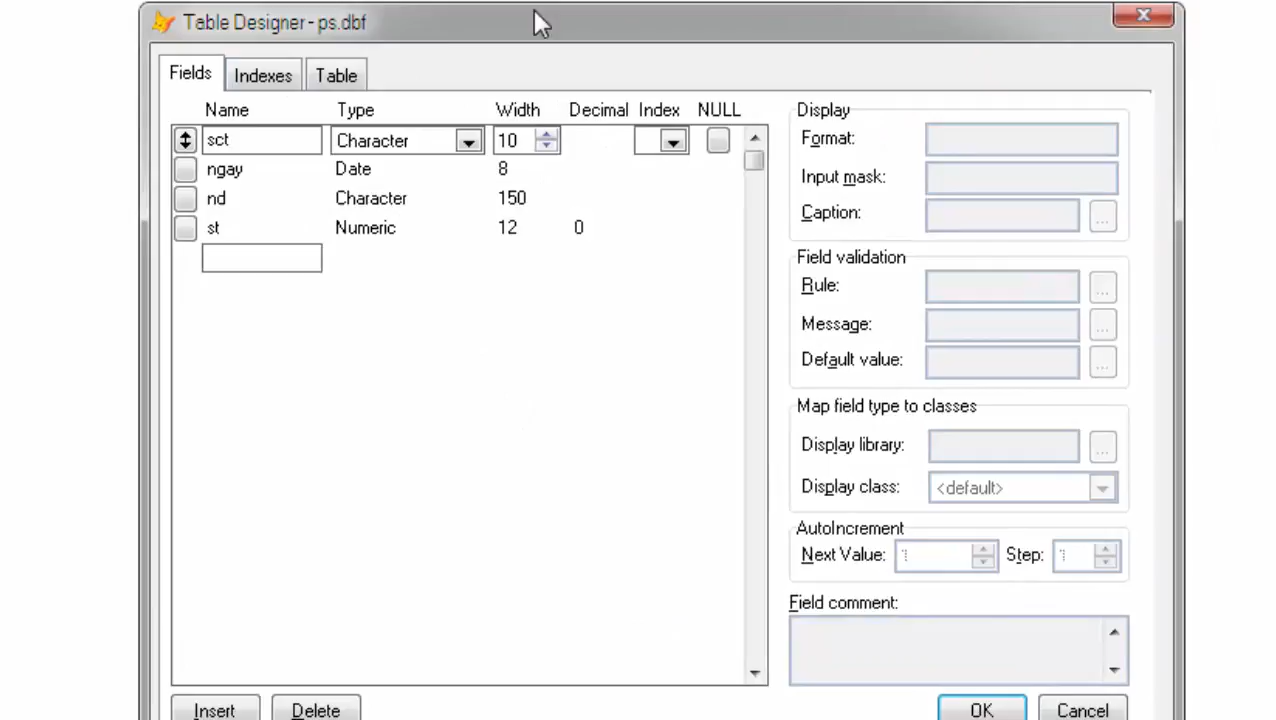 Table Designer - ps.dbf
Fields Indexes Table
Name Type Width Decimal Index NULL
sct Character 10
ngay Date 8
nd Character 150
st Numeric 12 0
Display
Format:
Input mask:
Caption: ...
Field validation
Rule: ...
Message: ...
Default value: ...
Map field type to classes
Display library: ...
Display class: <default>
AutoIncrement
Next Value: 1 Step: 1
Field comment:
Insert Delete OK Cancel